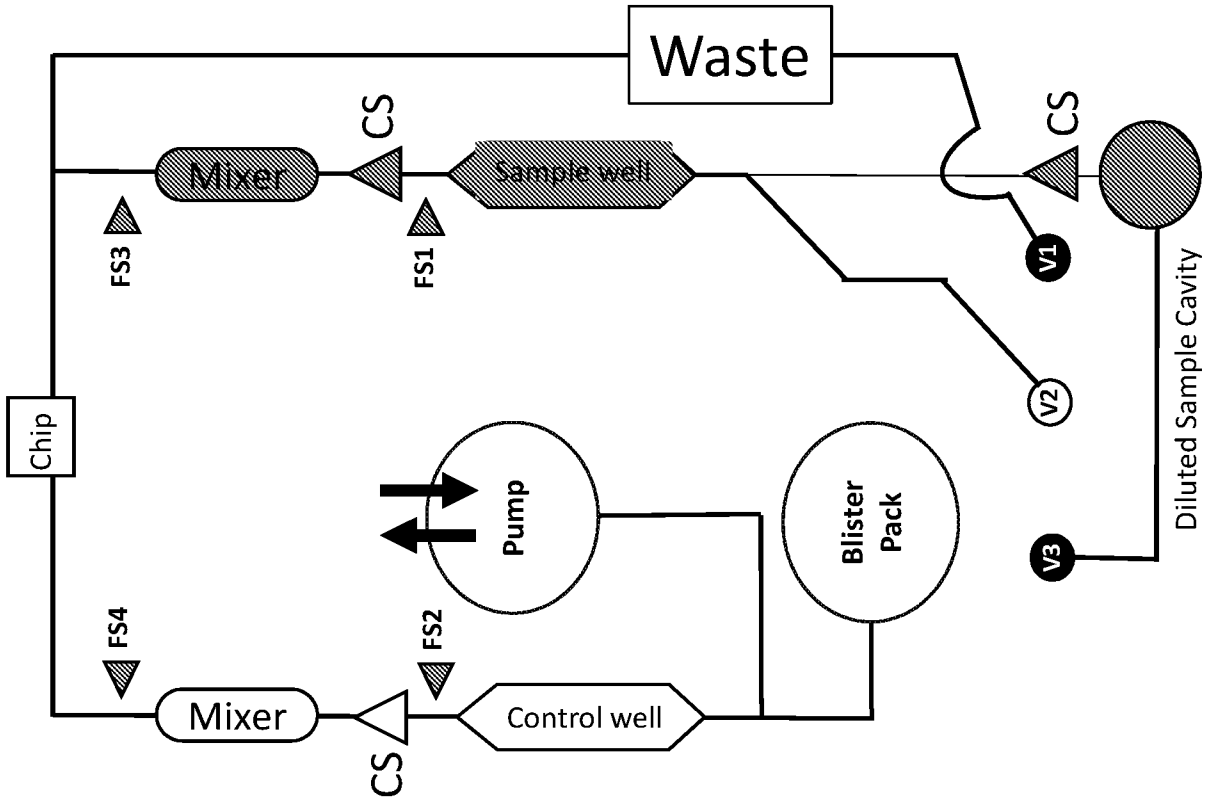 Waste
CS
CS
Mixer
Sample well
FS3
FS1
V1
Diluted Sample Cavity
V2
Chip
Pump
Blister
Pack
V3
FS4
FS2
Mixer
Control well
CS